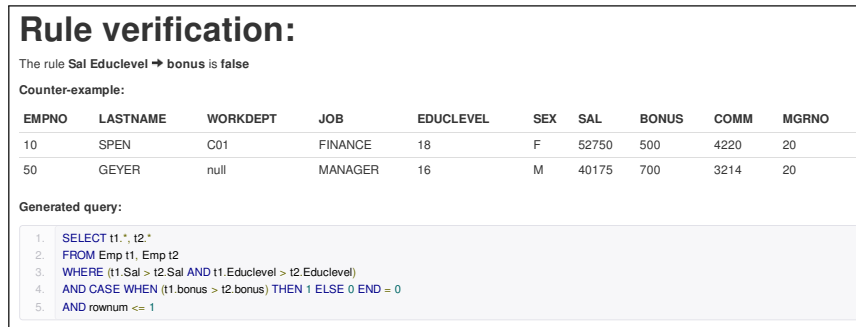 Rule verification:
The rule Sal Educlevel → bonus is false
Counter-example:
EMPNO LASTNAME WORKDEPT JOB EDUCLEVEL SEX SAL BONUS COMM MGRNO
10 SPEN C01 FINANCE 18 F 52750 500 4220 20
50 GEYER null MANAGER 16 M 40175 700 3214 20
Generated query:
1. SELECT t1.*, t2.*
2. FROM Emp t1, Emp t2
3. WHERE (t1.Sal > t2.Sal AND t1.Educlevel > t2.Educlevel)
4. AND CASE WHEN (t1.bonus > t2.bonus) THEN 1 ELSE 0 END = 0
5. AND rownum <= 1